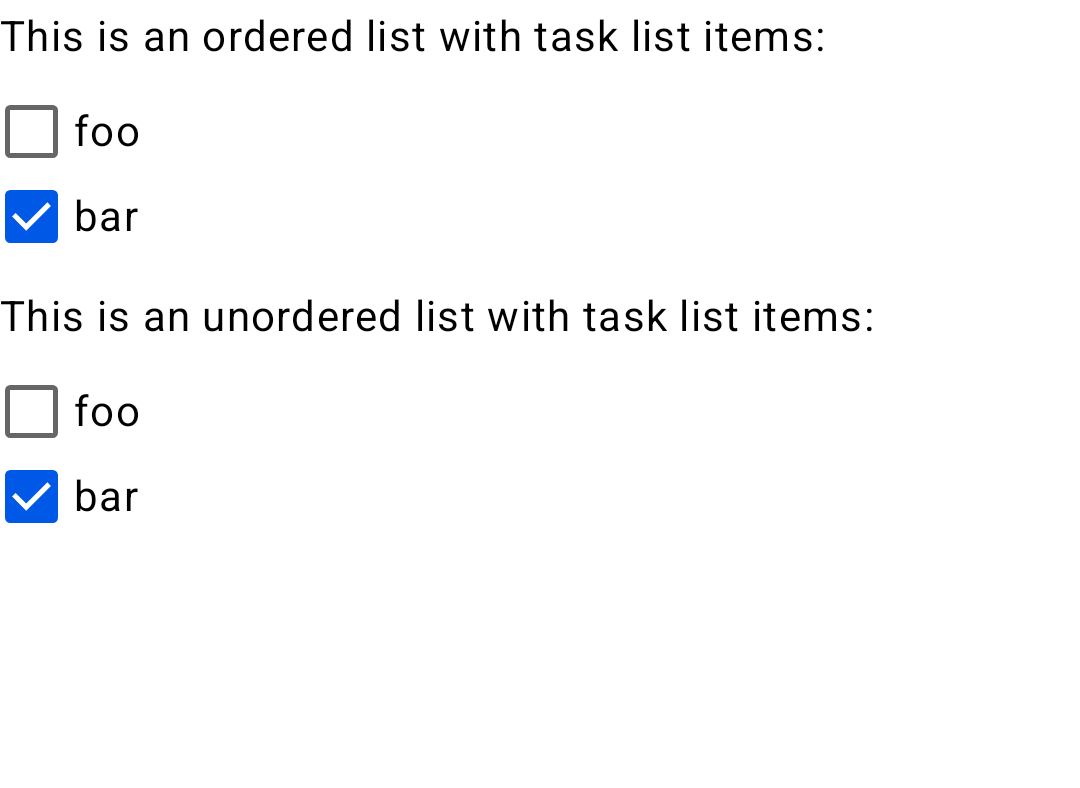 This is an ordered list with task list items:
foo
bar
This is an unordered list with task list items:
foo
bar